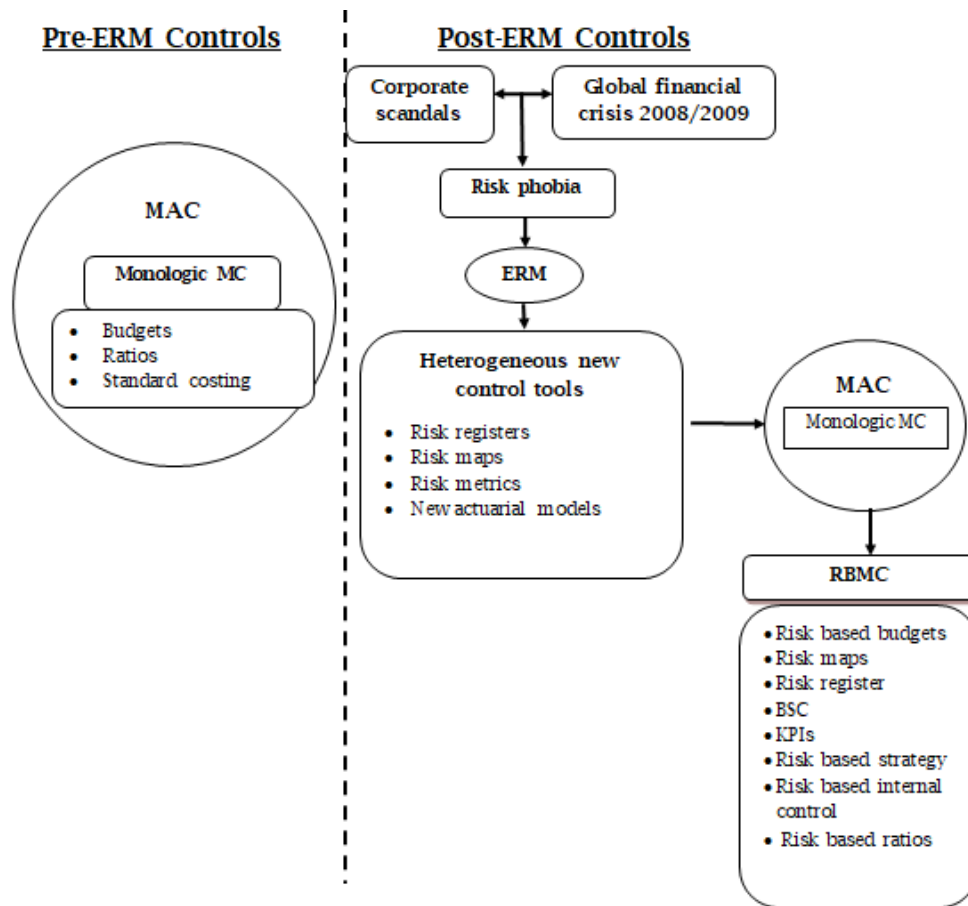 Pre-ERM Controls
MAC
Monologic MC
• Budgets
• Ratios
• Standard costing
Post-ERM Controls
Corporate
scandals
Global financial
crisis 2008/2009
Risk phobia
ERM
Heterogeneous new
control tools
• Risk registers
• Risk maps
• Risk metrics
• New actuarial models
MAC
Monologic MC
RBMC
• Risk based budgets
• Risk maps
• Risk register
• BSC
• KPIs
• Risk based strategy
• Risk based internal
control
• Risk based ratios